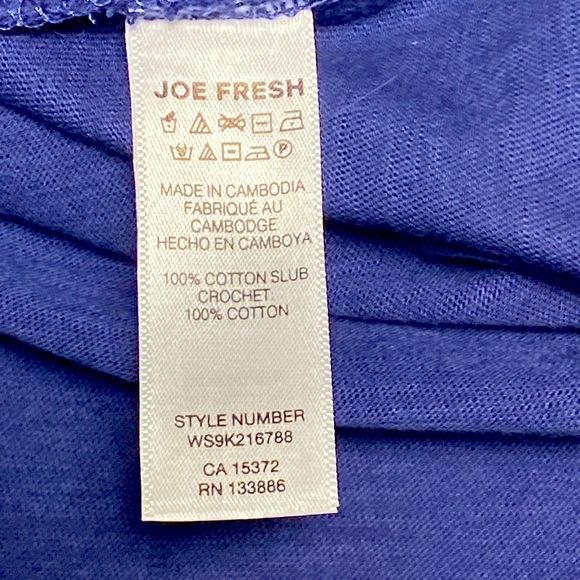 JOE FRESH
MADE IN CAMBODIA
FABRIQUÉ AU
CAMBODGE
HECHO EN CAMBOYA
100% COTTON SLUB
CROCHET
100% COTTON
STYLE NUMBER
WS9K216788
CA 15372
RN 133886